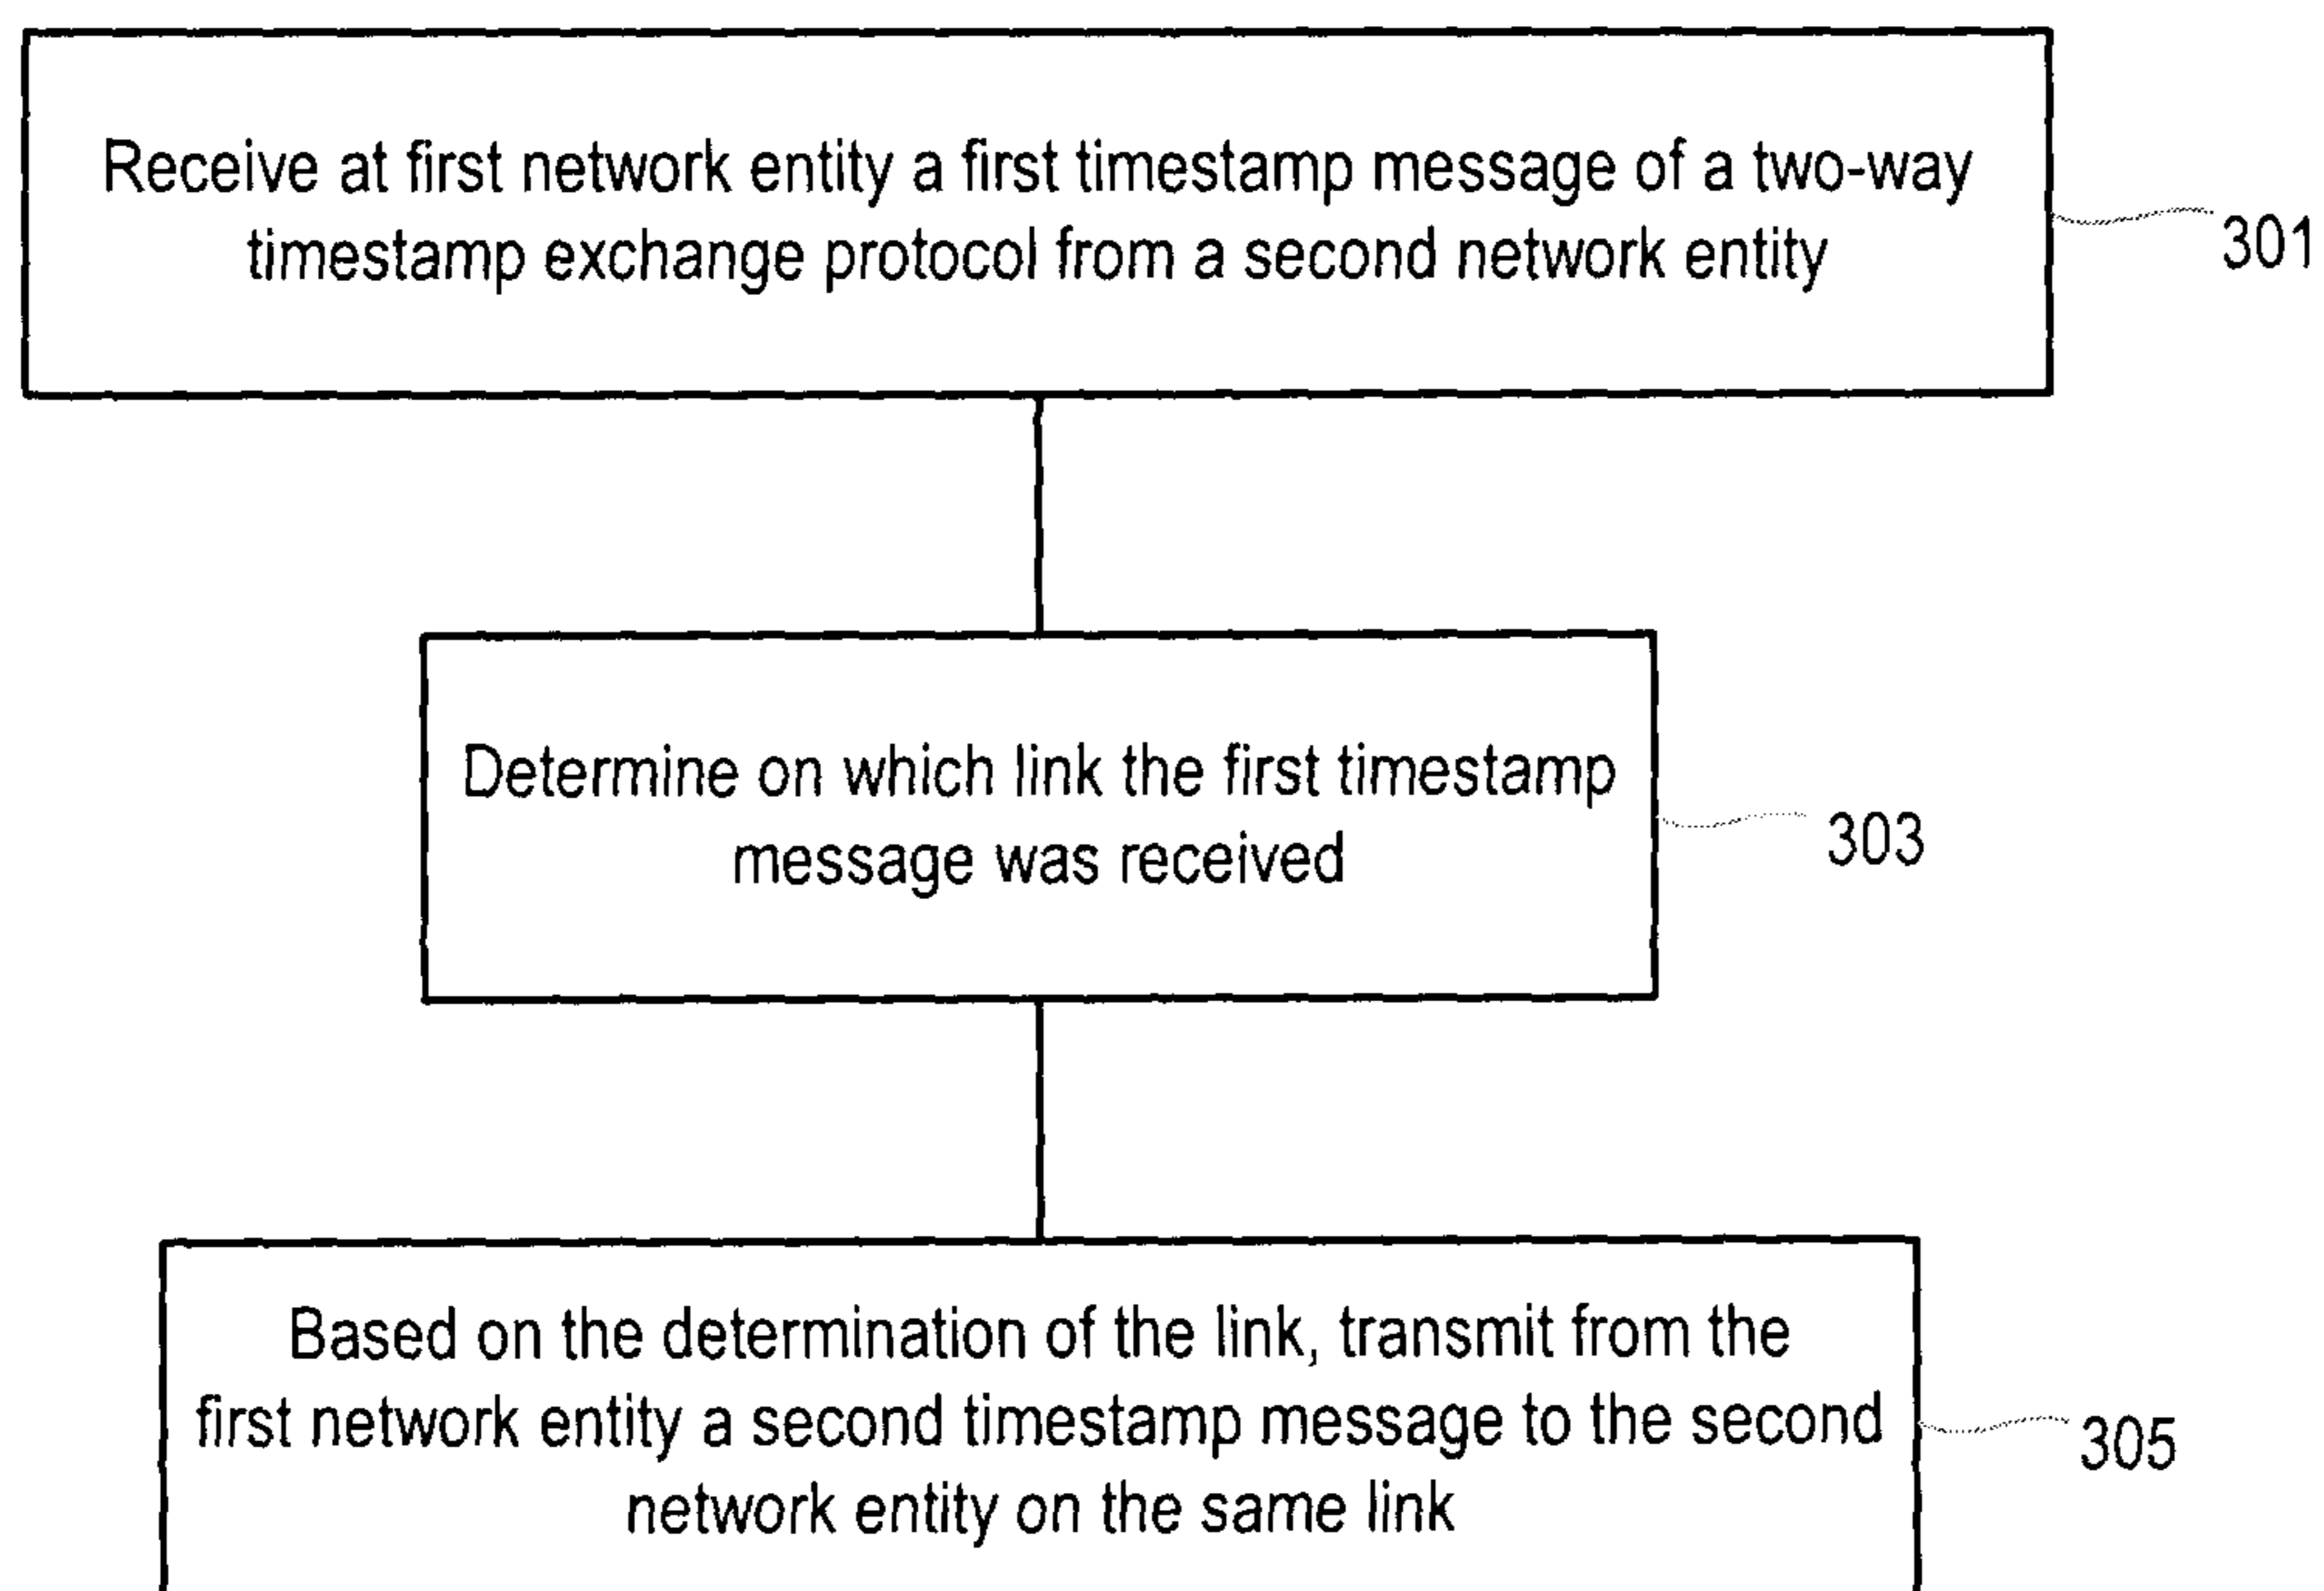 Receive at first network entity a first timestamp message of a two-way
timestamp exchange protocol from a second network entity
301
Determine on which link the first timestamp
message was received
303
Based on the determination of the link, transmit from the
first network entity a second timestamp message to the second
network entity on the same link
305